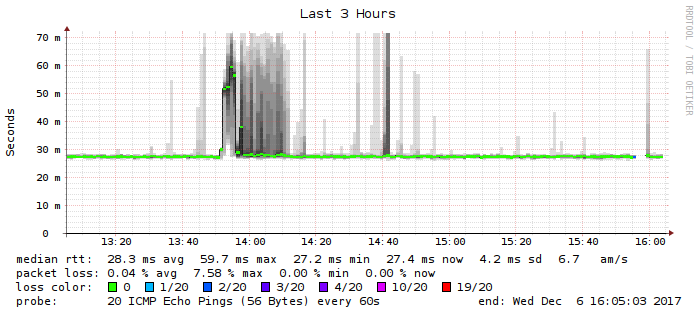 Last 3 Hours
RRDTOOL / TOBI OETIKER
Seconds
70 m
60 m
50 m
40 m
30 m
20 m
10 m
0
13:20 13:40 14:00 14:20 14:40 15:00 15:20 15:40 16:00
median rtt: 28.3 ms avg 59.7 ms max 27.2 ms min 27.4 ms now 4.2 ms sd 6.7 am/s
packet loss: 0.04 % avg 7.58 % max 0.00 % min 0.00 % now
loss color: 0 1/20 2/20 3/20 4/20 10/20 19/20
probe: 20 ICMP Echo Pings (56 Bytes) every 60s end: Wed Dec 6 16:05:03 2017